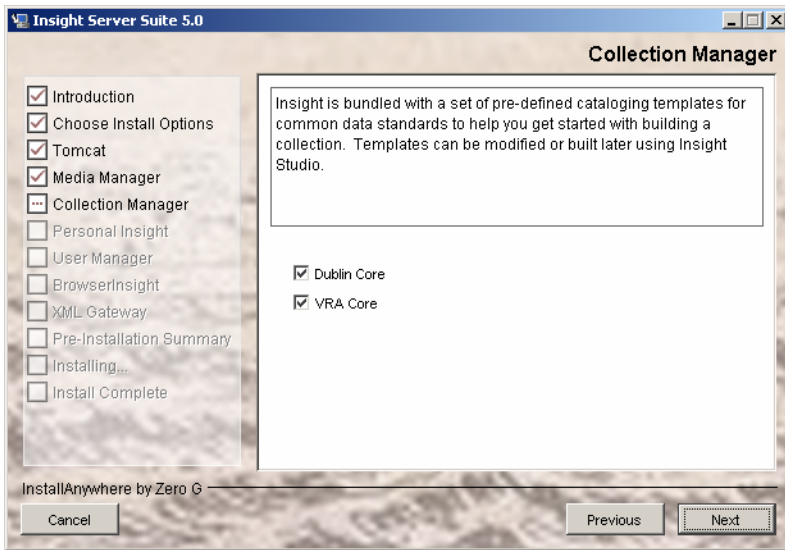 Insight Server Suite 5.0
Collection Manager
Introduction
Choose Install Options
Tomcat
Media Manager
Collection Manager
Personal Insight
User Manager
BrowserInsight
XML Gateway
Pre-Installation Summary
Installing...
Install Complete
Insight is bundled with a set of pre-defined cataloging templates for
common data standards to help you get started with building a
collection. Templates can be modified or built later using Insight
Studio.
Dublin Core
VRA Core
InstallAnywhere by Zero G
Cancel
Previous
Next